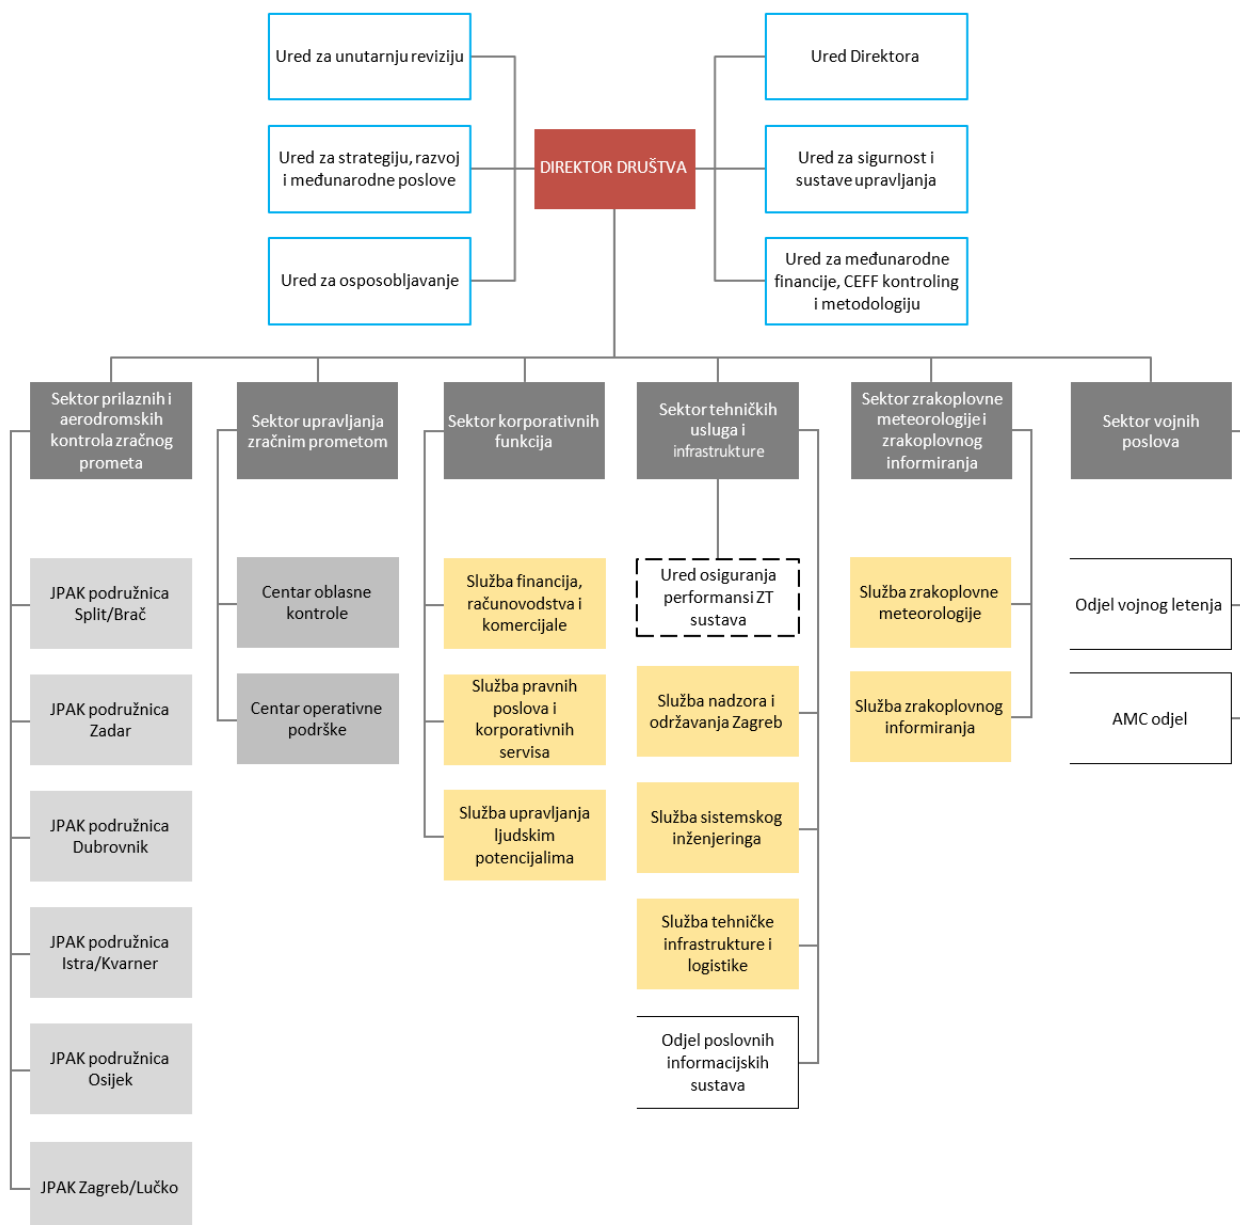 Ured za unutarnju reviziju
Ured Direktora
Ured za strategiju, razvoj
i međunarodne poslove
DIREKTOR DRUŠTVA
Ured za sigurnost i
sustave upravljanja
Ured za osposobljavanje
Ured za međunarodne
financije, CEFF kontroling
i metodologiju
Sektor prilaznih i
aerodromskih
kontrola zračnog
prometa
Sektor upravljanja
zračnim prometom
Sektor korporativnih
funkcija
Sektor tehničkih
usluga i
infrastrukture
Sektor zrakoplovne
meteorologije i
zrakoplovnog
informiranja
Sektor vojnih
poslova
JPAK podružnica
Split/Brač
JPAK podružnica
Zadar
JPAK podružnica
Dubrovnik
JPAK podružnica
Istra/Kvarner
JPAK podružnica
Osijek
JPAK Zagreb/Lučko
Centar oblasne
kontrole
Centar operativne
podrške
Služba financija,
računovodstva i
komercijale
Služba pravnih
poslova i
korporativnih
servisa
Služba upravljanja
ljudskim
potencijalima
Ured osiguranja
performansi ZT
sustava
Služba nadzora i
održavanja Zagreb
Služba sistemskog
inženjeringa
Služba tehničke
infrastrukture i
logistike
Odjel poslovnih
informacijskih
sustava
Služba zrakoplovne
meteorologije
Služba zrakoplovnog
informiranja
Odjel vojnog letenja
AMC odjel